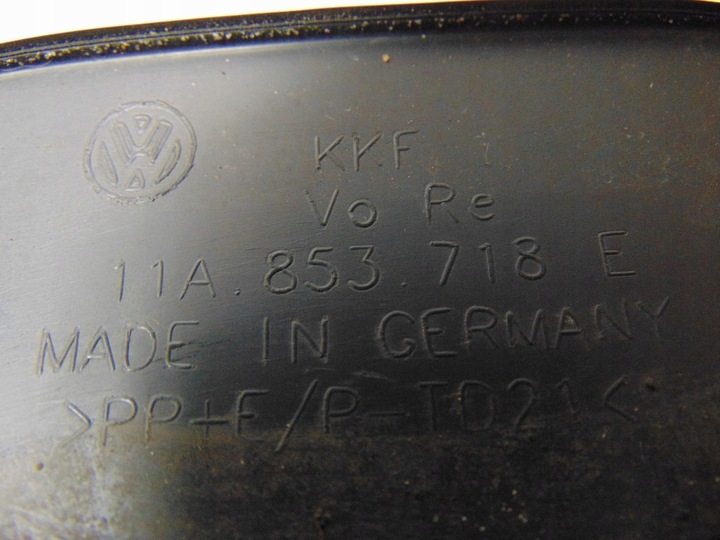 KKF
Vo Re
11A.853.718 E
MADE IN GERMANY
>PP+E/P-TD21<